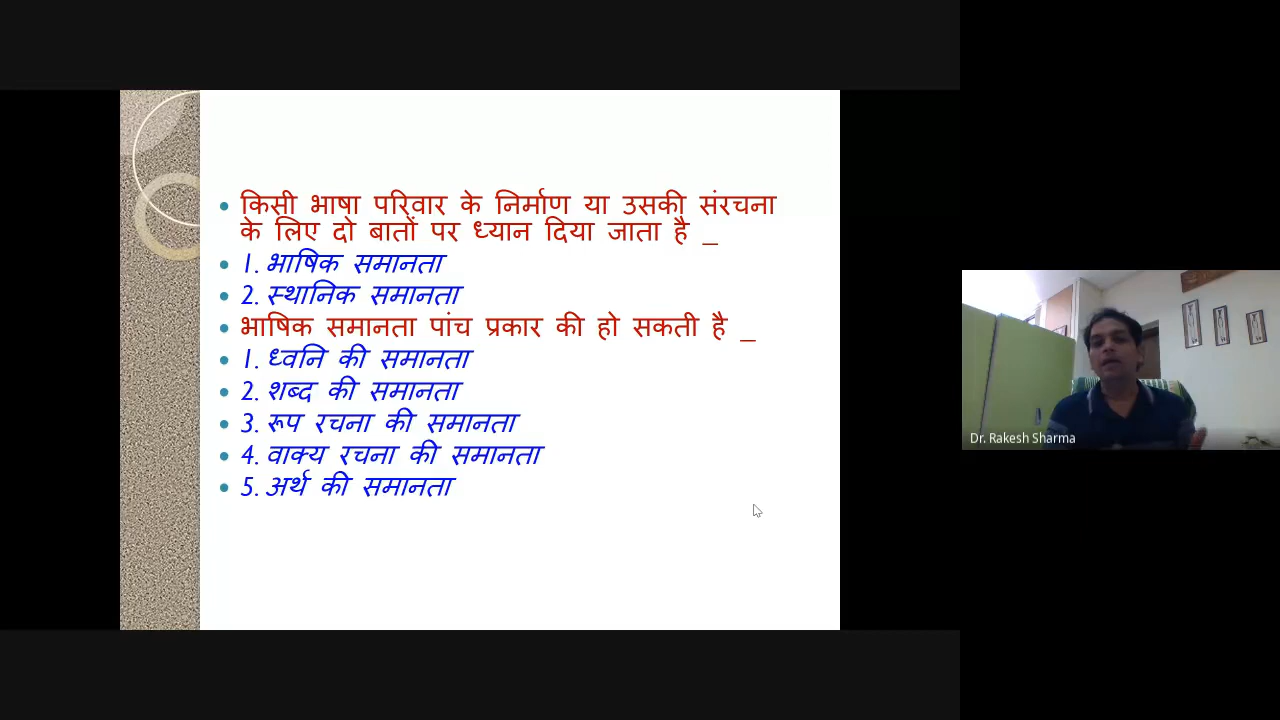 किसी भाषा परिवार के निर्माण या उसकी संरचना
के लिए दो बातों पर ध्यान दिया जाता है _
1. भाषिक समानता
2. स्थानिक समानता
भाषिक समानता पांच प्रकार की हो सकती है _
1. ध्वनि की समानता
2. शब्द की समानता
3. रूप रचना की समानता
4. वाक्य रचना की समानता
5. अर्थ की समानता
Dr. Rakesh Sharma